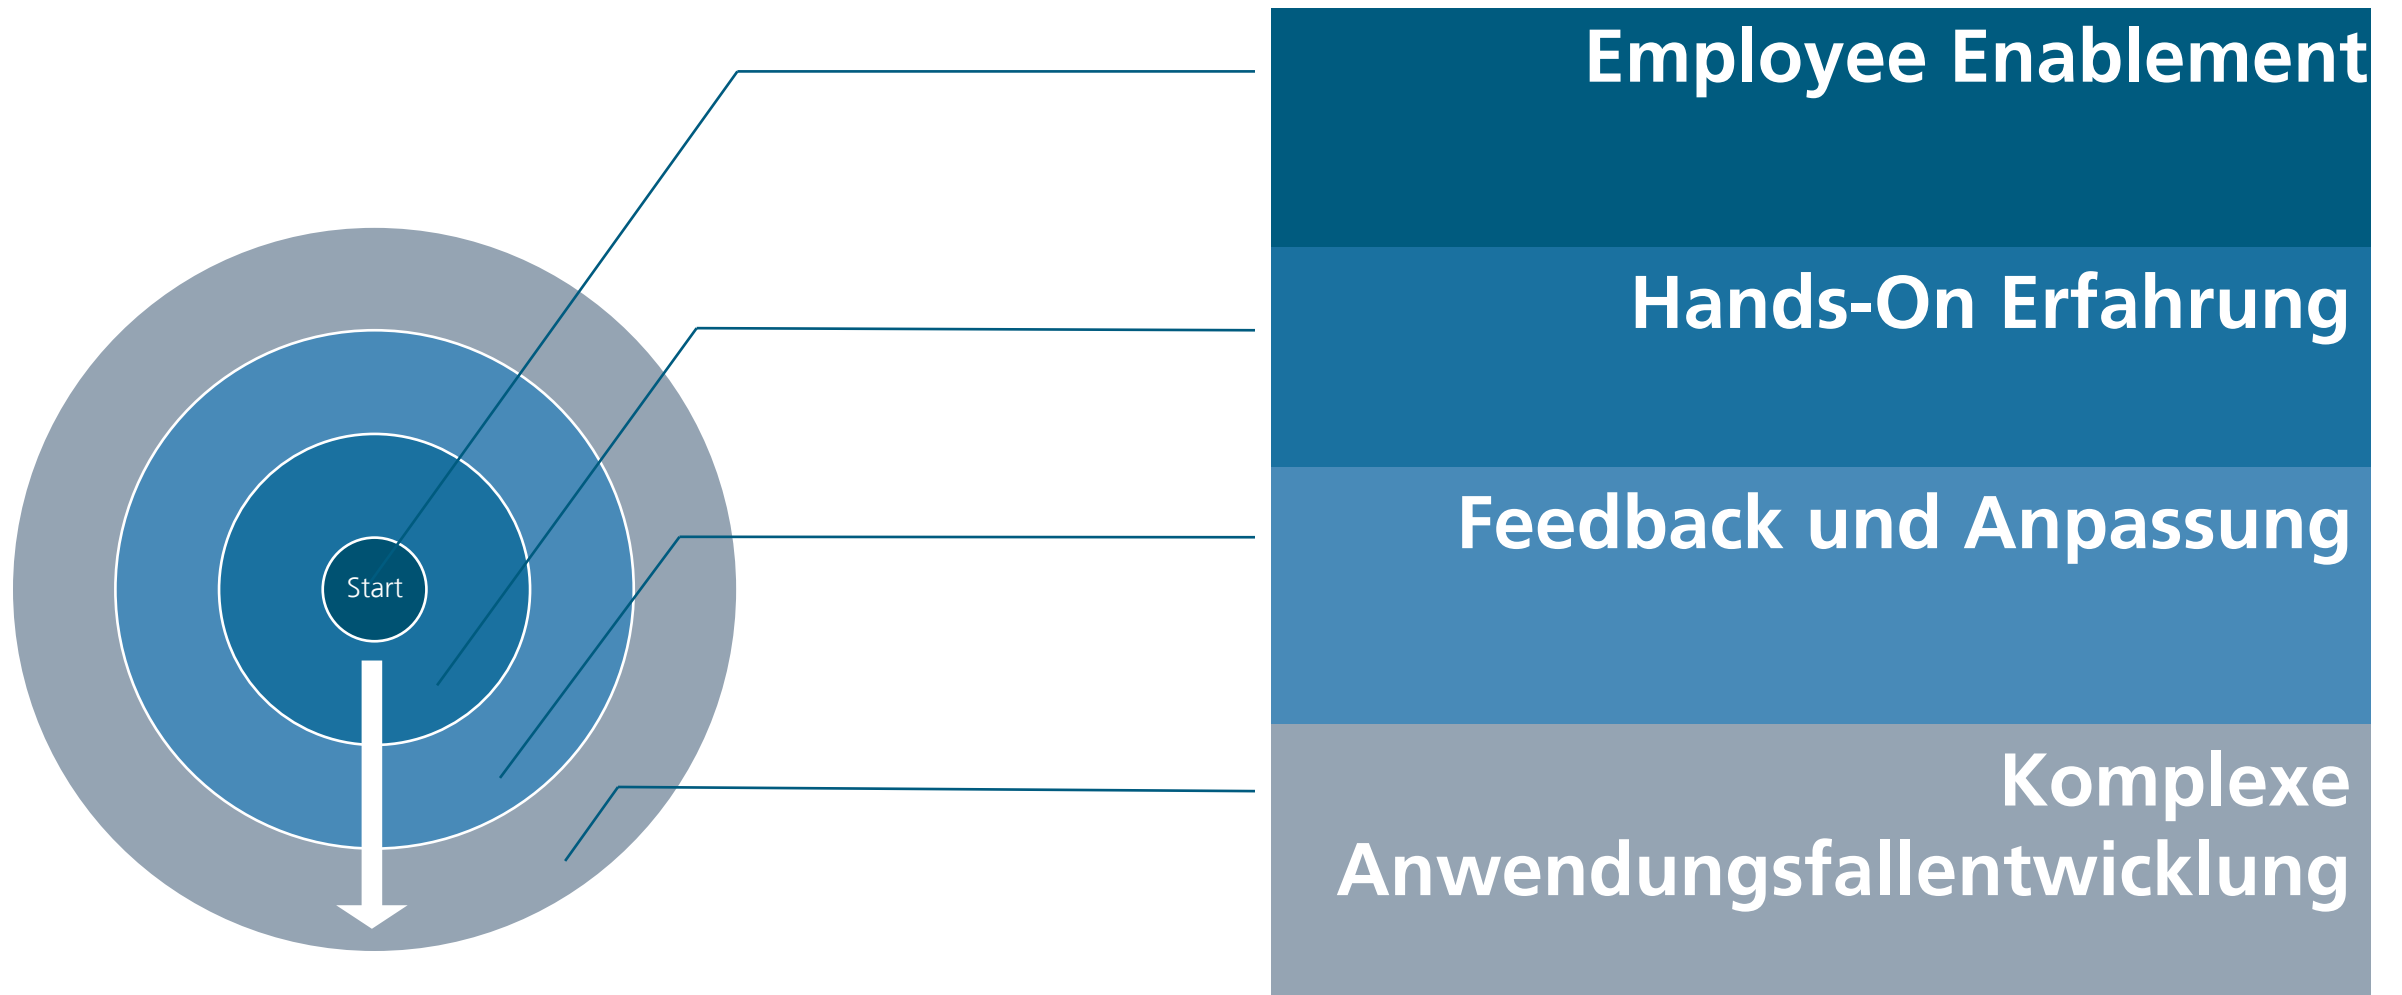 Employee Enablement
Hands-On Erfahrung
Feedback und Anpassung
Start
Komplexe
Anwendungsfallentwicklung